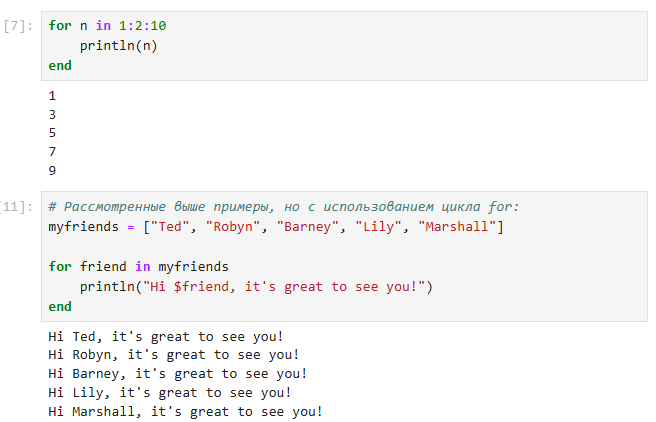 [7]:
for n in 1:2:10
    println(n)
end
1
3
5
7
9
[11]:
# Рассмотренные выше примеры, но с использованием цикла for:
myfriends = ["Ted", "Robyn", "Barney", "Lily", "Marshall"]
for friend in myfriends
    println("Hi $friend, it's great to see you!")
end
Hi Ted, it's great to see you!
Hi Robyn, it's great to see you!
Hi Barney, it's great to see you!
Hi Lily, it's great to see you!
Hi Marshall, it's great to see you!